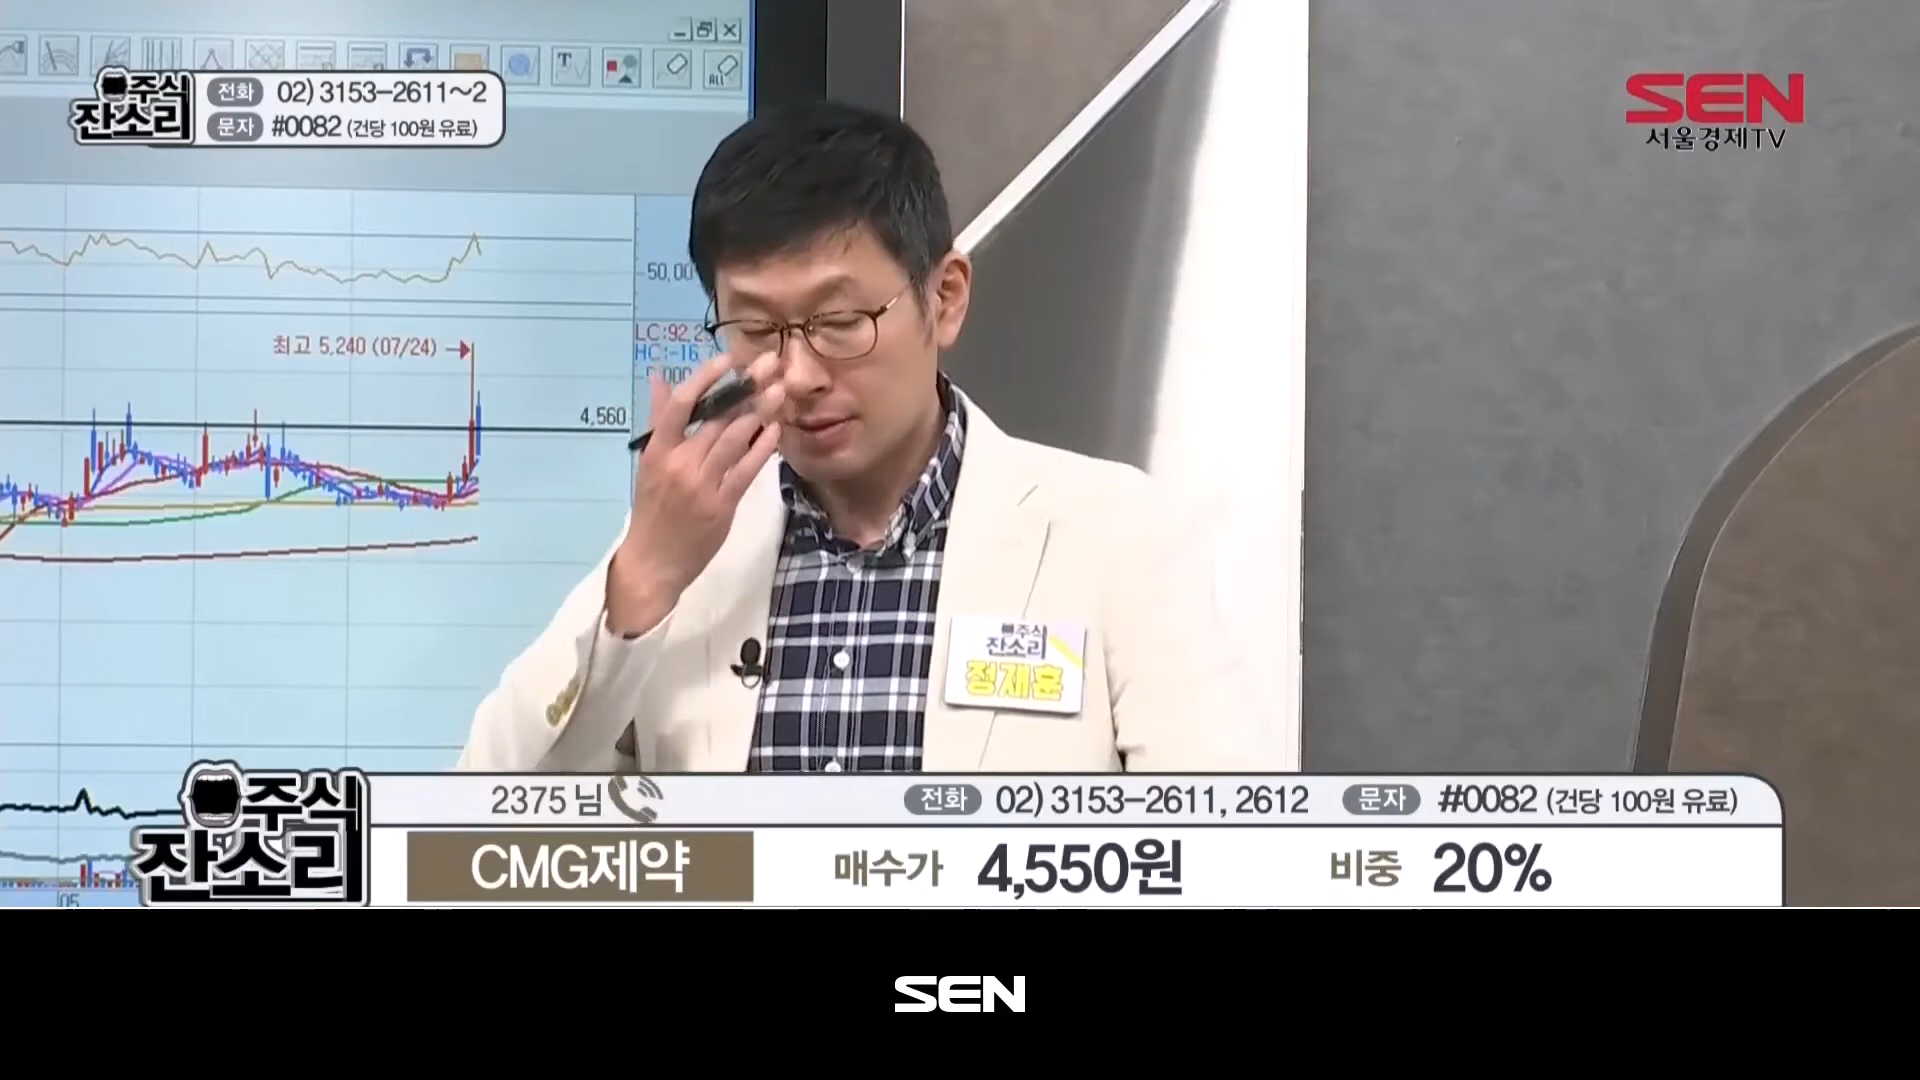 주식
잔소리
전화 02) 3153-2611~2
문자 #0082 (건당 100원 유료)
SEN
서울경제TV
T
ALL
50,00
LC:92,2
HC:-16,7
5,000
최고 5,240 (07/24)
4,560
주식
잔소리
정재훈
주식
잔소리
2375 님
전화 02) 3153-2611, 2612
문자 #0082 (건당 100원 유료)
CMG제약
매수가 4,550원
비중 20%
05
SEN